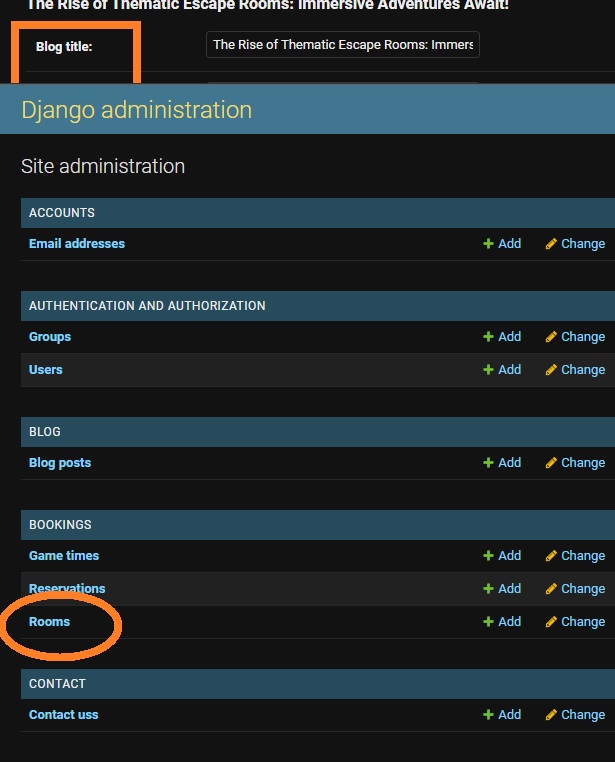 The Rise of Thematic Escape Rooms: Immersive Adventures Await!
Blog title: The Rise of Thematic Escape Rooms: Immers
Django administration
Site administration
ACCOUNTS
Email addresses Add Change
AUTHENTICATION AND AUTHORIZATION
Groups Add Change
Users Add Change
BLOG
Blog posts Add Change
BOOKINGS
Game times Add Change
Reservations Add Change
Rooms Add Change
CONTACT
Contact uss Add Change